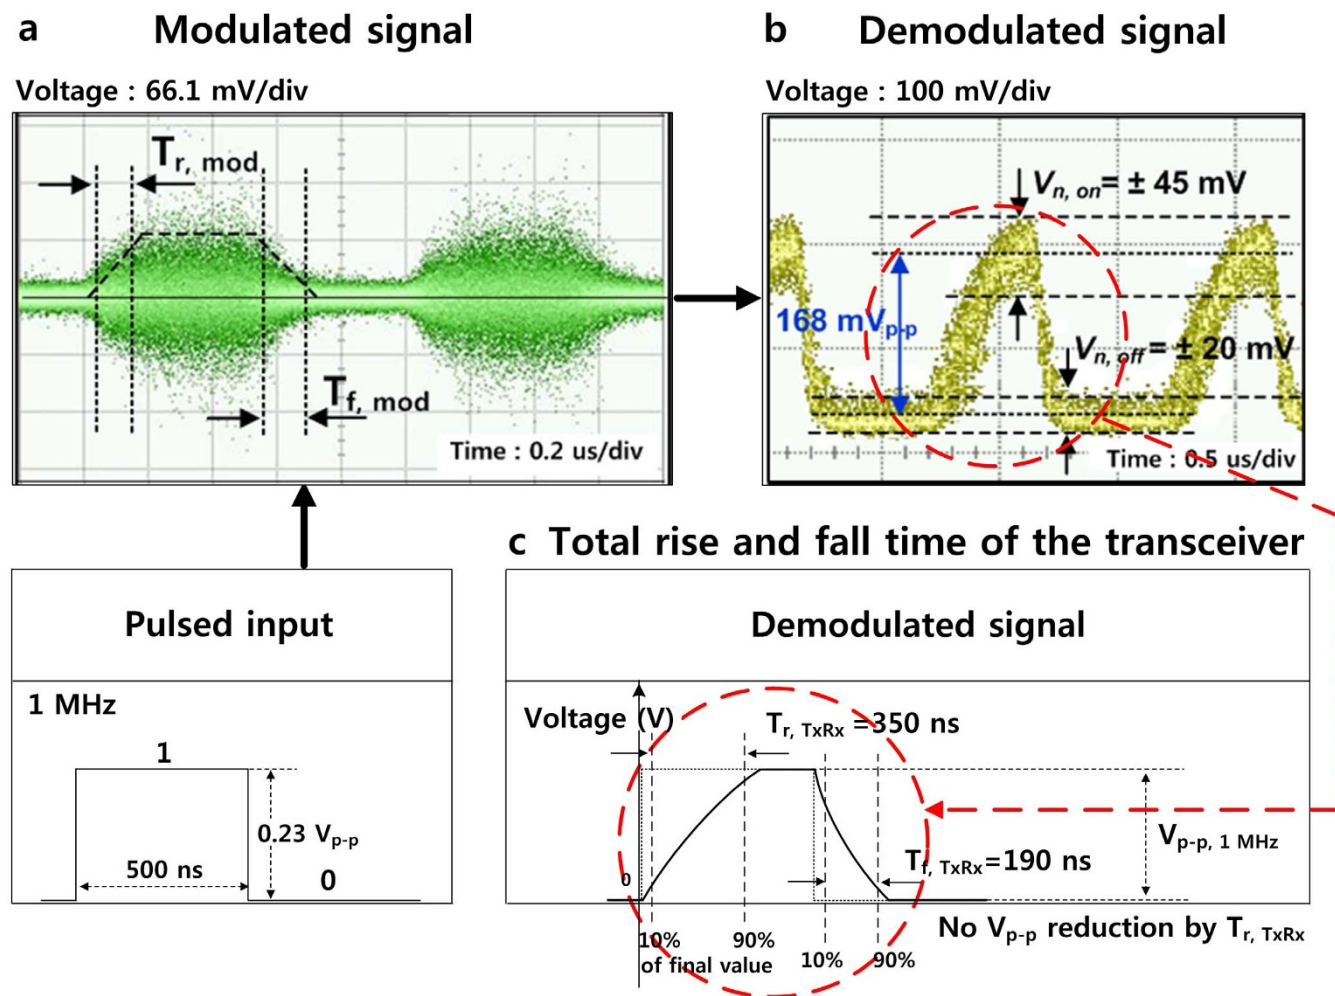 a Modulated signal
Voltage : 66.1 mV/div
Tr, mod
Tf, mod
Time : 0.2 us/div
b Demodulated signal
Voltage : 100 mV/div
Vn, on= ± 45 mV
168 mVp-p
Vn, off= ± 20 mV
Time : 0.5 us/div
Pulsed input
1 MHz
1
0.23 Vp-p
500 ns
0
c Total rise and fall time of the transceiver
Demodulated signal
Voltage (V)
Tr, TxRx =350 ns
Vp-p, 1 MHz
Tf, TxRx=190 ns
0
No Vp-p reduction by Tr, TxRx
10% 90%
of final value
10% 90%